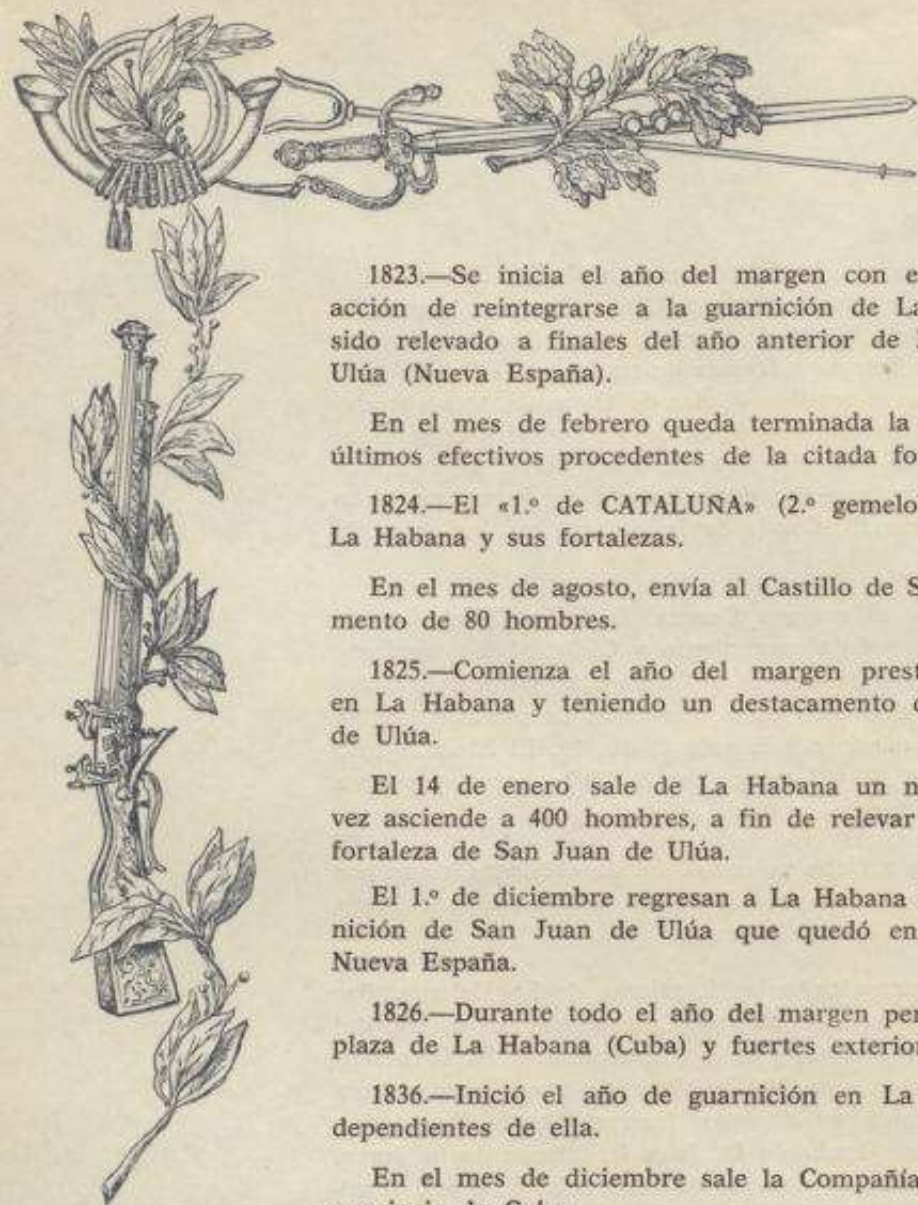 1823.—Se inicia el año del margen con e
acción de reintegrarse a la guarnición de La
sido relevado a finales del año anterior de
Ulúa (Nueva España).
En el mes de febrero queda terminada la
últimos efectivos procedentes de la citada fo
1824.—El «1.º de CATALUÑA» (2.º gemelo
La Habana y sus fortalezas.
En el mes de agosto, envía al Castillo de S
mento de 80 hombres.
1825.—Comienza el año del margen prest
en La Habana y teniendo un destacamento
de Ulúa.
El 14 de enero sale de La Habana un n
vez asciende a 400 hombres, a fin de relevar
fortaleza de San Juan de Ulúa.
El 1.º de diciembre regresan a La Habana
nición de San Juan de Ulúa que quedó en
Nueva España.
1826.—Durante todo el año del margen per
plaza de La Habana (Cuba) y fuertes exterior
1836.—Inició el año de guarnición en La
dependientes de ella.
En el mes de diciembre sale la Compañía